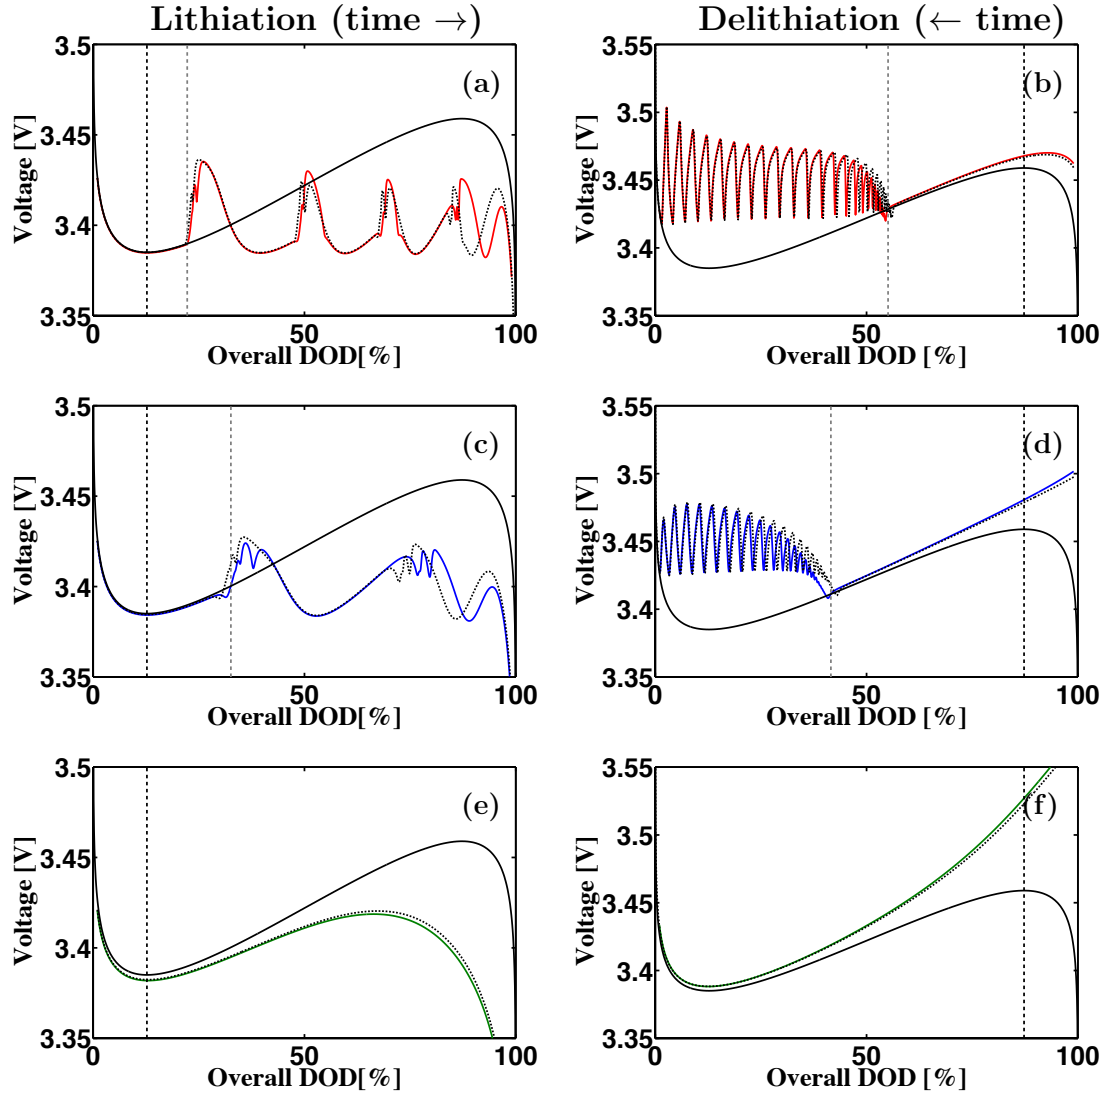 Lithiation (time →)
Delithiation (← time)
3.5
3.45
3.4
3.35
Voltage [V]
(a)
0
50
100
Overall DOD[%]
3.55
3.5
3.45
3.4
3.35
Voltage [V]
(b)
0
50
100
Overall DOD [%]
3.5
3.45
3.4
3.35
Voltage [V]
(c)
0
50
100
Overall DOD[%]
3.55
3.5
3.45
3.4
3.35
Voltage [V]
(d)
0
50
100
Overall DOD [%]
3.5
3.45
3.4
3.35
Voltage [V]
(e)
0
50
100
Overall DOD[%]
3.55
3.5
3.45
3.4
3.35
Voltage [V]
(f)
0
50
100
Overall DOD [%]